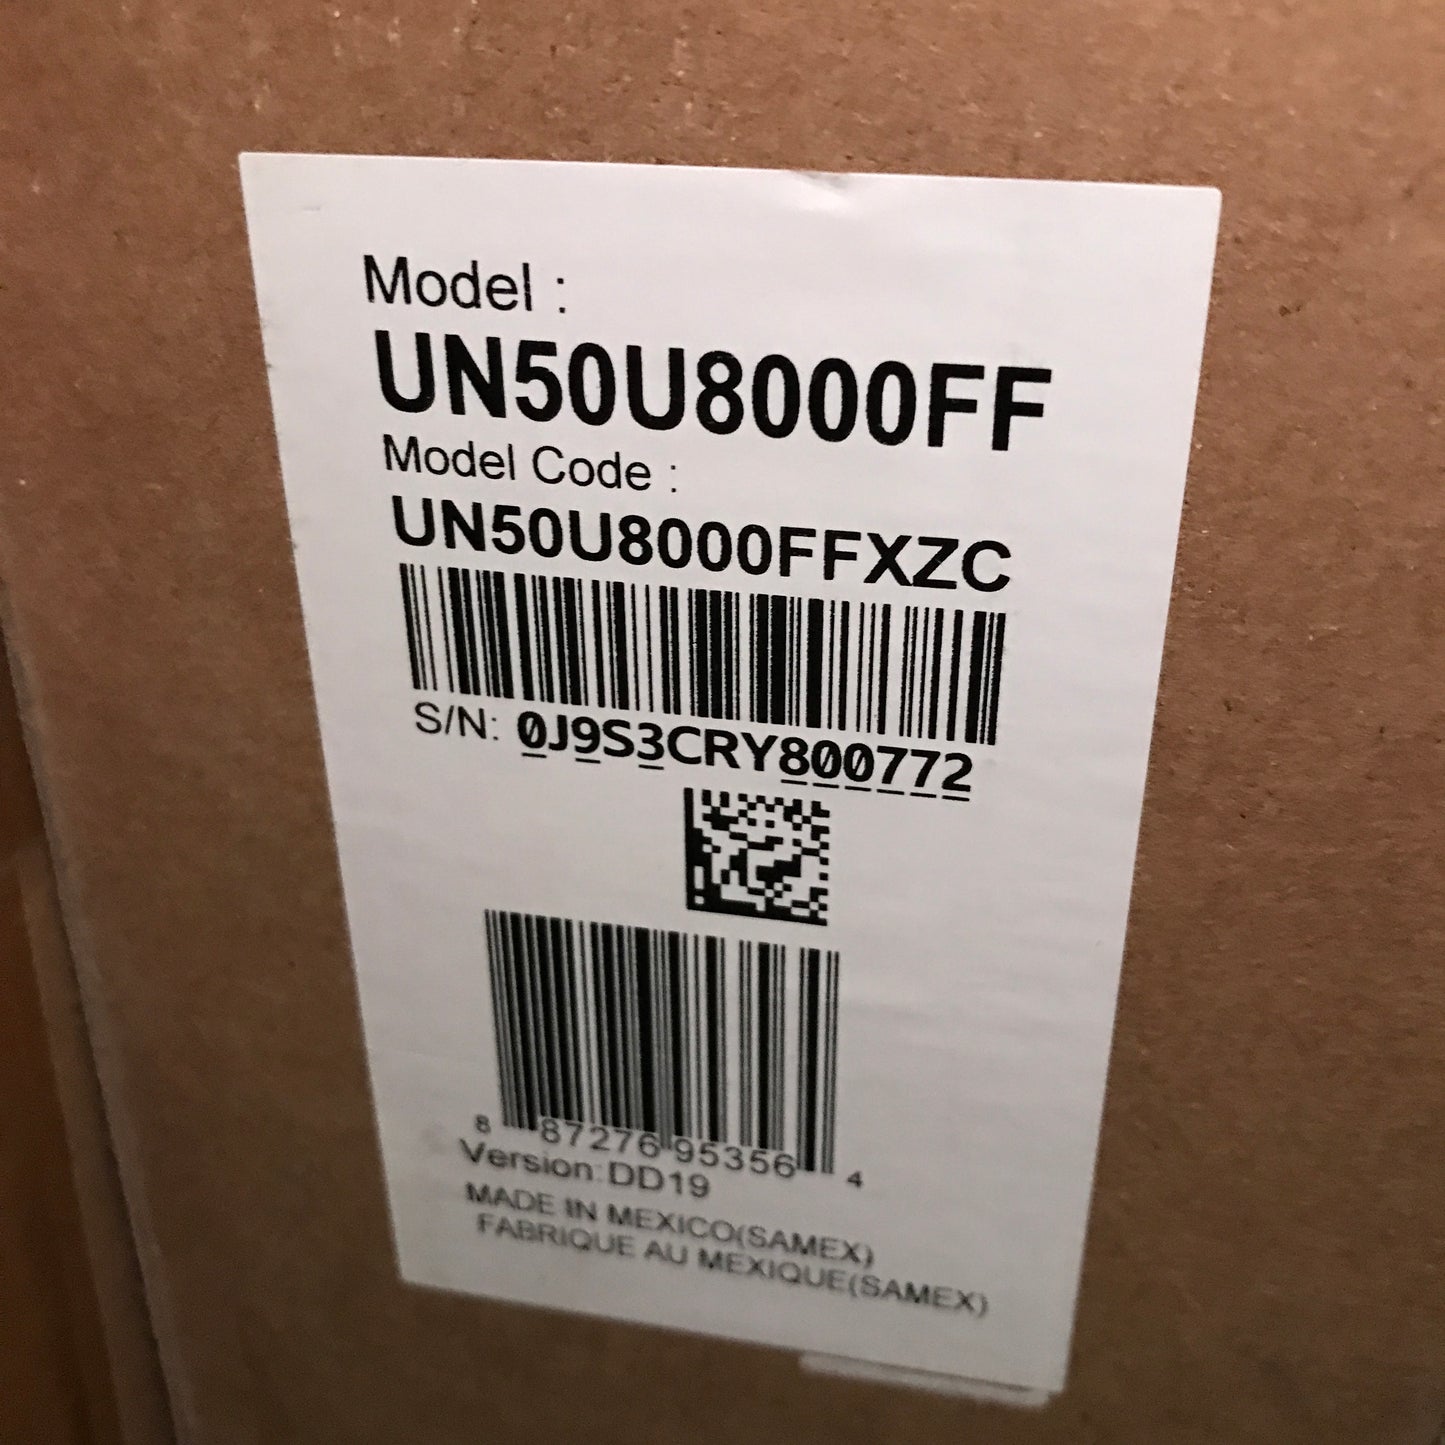 Model :
UN50U8000FF
Model Code :
UN50U8000FFXZC
S/N: 0J9S3CRY800772
8 87276 95356 4
Version:DD19
MADE IN MEXICO(SAMEX)
FABRIQUE AU MEXIQUE(SAMEX)